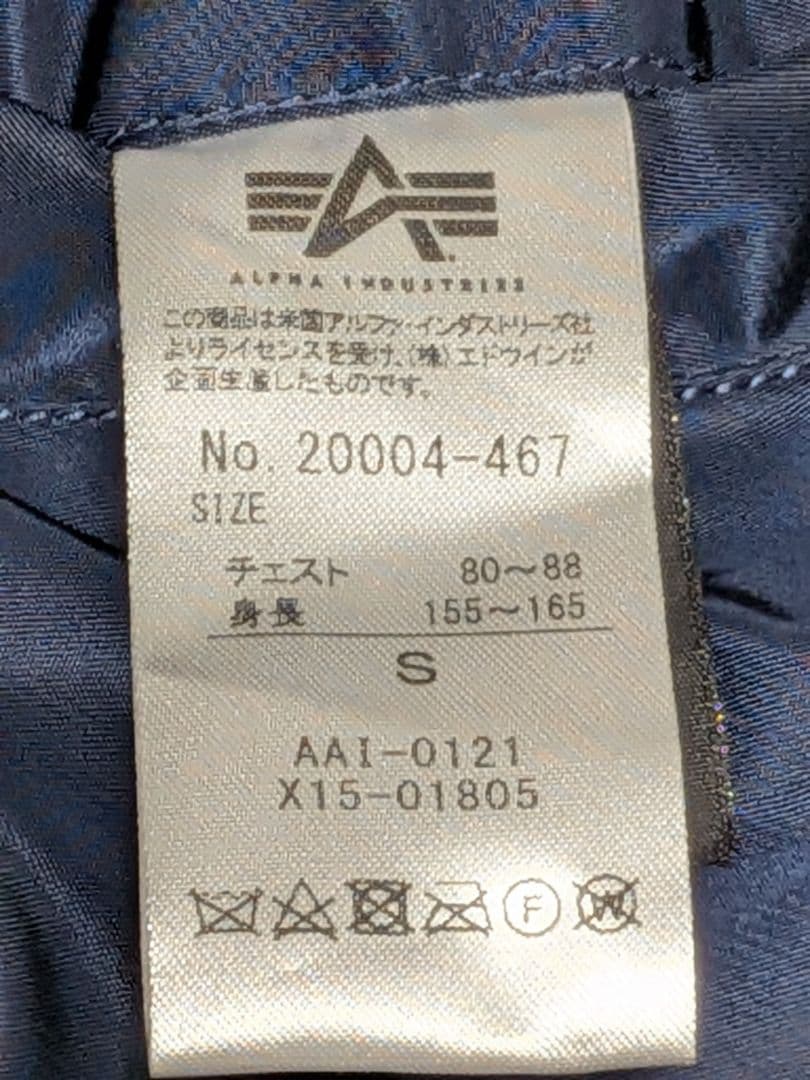 ALPHA INDUSTRIES
この商品は米国アルファ・インダストリーズ社
よりライセンスを受け、(株)エドウインが
企画生産したものです。
No. 20004-467
SIZE
チェスト 80〜88
身長 155〜165
S
AAI-0121
X15-01805
F
W